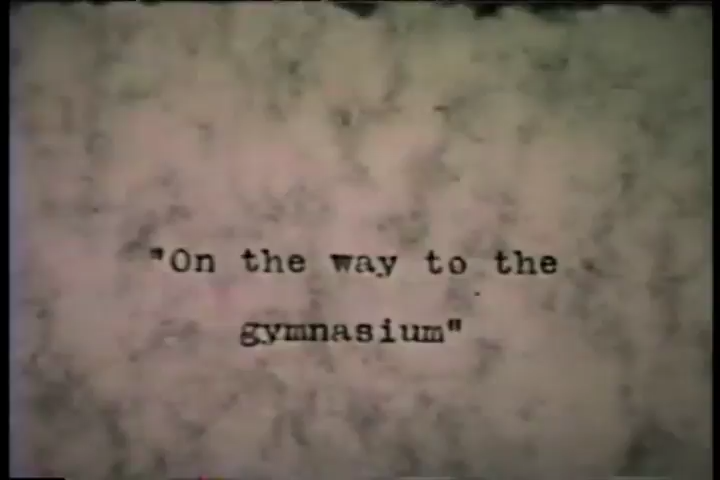 "On the way to the
gymnasium"